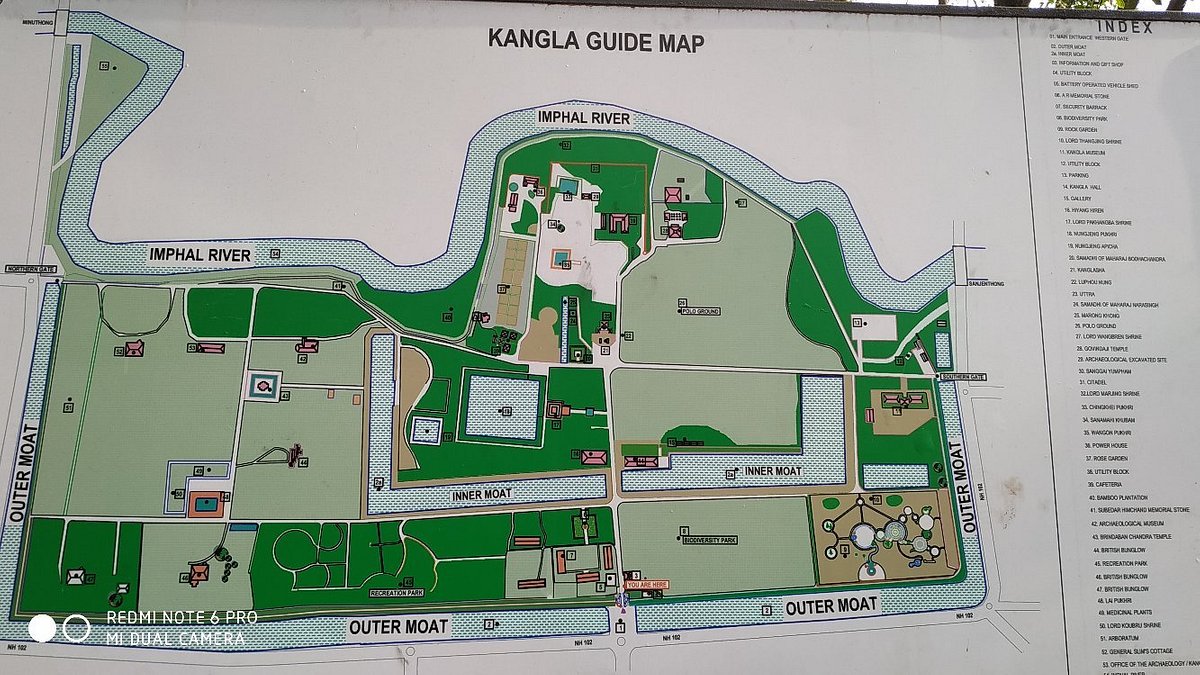 KANGLA GUIDE MAP
MINUTHONG
IMPHAL RIVER
IMPHAL RIVER
NORTHERN GATE
SANJENTHONG
POLO GROUND
SOUTHERN GATE
OUTER MOAT
OUTER MOAT
INNER MOAT
INNER MOAT
NH 102
BIODIVERSITY PARK
RECREATION PARK
YOU ARE HERE
OUTER MOAT
OUTER MOAT
NH 102
NH 102
NH 102
NH 102
REDMI NOTE 6 PRO
MI DUAL CAMERA
INDEX
01. MAIN ENTRANCE WESTERN GATE
02. OUTER MOAT
2a. INNER MOAT
03. INFORMATION AND GIFT SHOP
04. UTILITY BLOCK
05. BATTERY OPERATED VEHICLE SHED
06. A R MEMORIAL STONE
07. SECURITY BARRACK
08. BIODIVERSITY PARK
09. ROCK GARDEN
10. LORD THANGJING SHRINE
11. KANGLA MUSEUM
12. UTILITY BLOCK
13. PARKING
14. KANGLA HALL
15. GALLERY
16. HIYANG HIREN
17. LORD PAKHANGBA SHRINE
18. NUNGJENG PUKHRI
19. NUNGJENG APICHA
20. SAMADHI OF MAHARAJ BODHACHANDRA
21. KANGLASHA
22. LUPHOU NUNG
23. UTTRA
24. SAMADHI OF MAHARAJ NARASINGH
25. MARONG KHONG
26. POLO GROUND
27. LORD WANGBREN SHRINE
28. GOVINDAJI TEMPLE
29. ARCHAEOLOGICAL EXCAVATED SITE
30. SANGGAI YUMPHAM
31. CITADEL
32. LORD MARJING SHRINE
33. CHINGKHEI PUKHRI
34. SANAMAHI KHUBAM
35. WANGON PUKHRI
36. POWER HOUSE
37. ROSE GARDEN
38. UTILITY BLOCK
39. CAFETERIA
40. BAMBOO PLANTATION
41. SUBEDAR HIMCHAND MEMORIAL STONE
42. ARCHAEOLOGICAL MUSEUM
43. BRINDABAN CHANDRA TEMPLE
44. BRITISH BUNGLOW
45. RECREATION PARK
46. BRITISH BUNGLOW
47. BRITISH BUNGLOW
48. LAI PUKHRI
49. MEDICINAL PLANTS
50. LORD KOUBRU SHRINE
51. ARBORATUM
52. GENERAL SLIM'S COTTAGE
53. OFFICE OF THE ARCHAEOLOGY / KAN